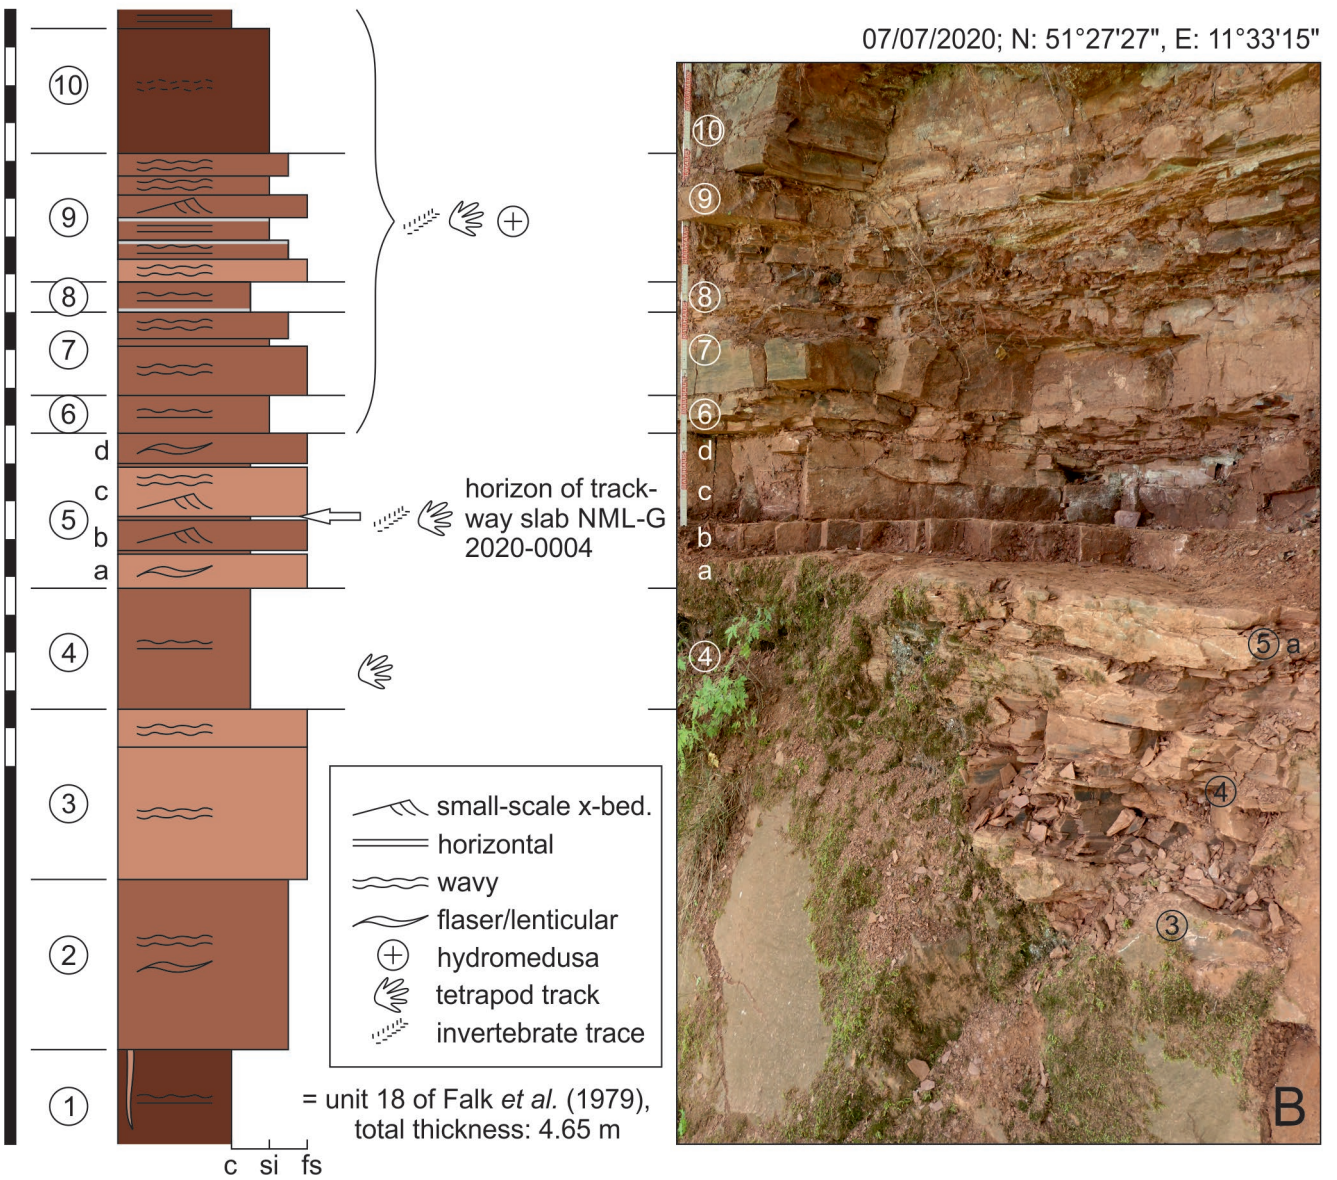 07/07/2020; N: 51°27'27", E: 11°33'15"
10
9
8
7
6
d
c
5
b
a
4
3
2
1
c si fs
horizon of track-
way slab NML-G
2020-0004
small-scale x-bed.
horizontal
wavy
flaser/lenticular
hydromedusa
tetrapod track
invertebrate trace
= unit 18 of Falk et al. (1979),
total thickness: 4.65 m
10
9
8
7
6
d
c
b
a
5 a
4
4
3
B